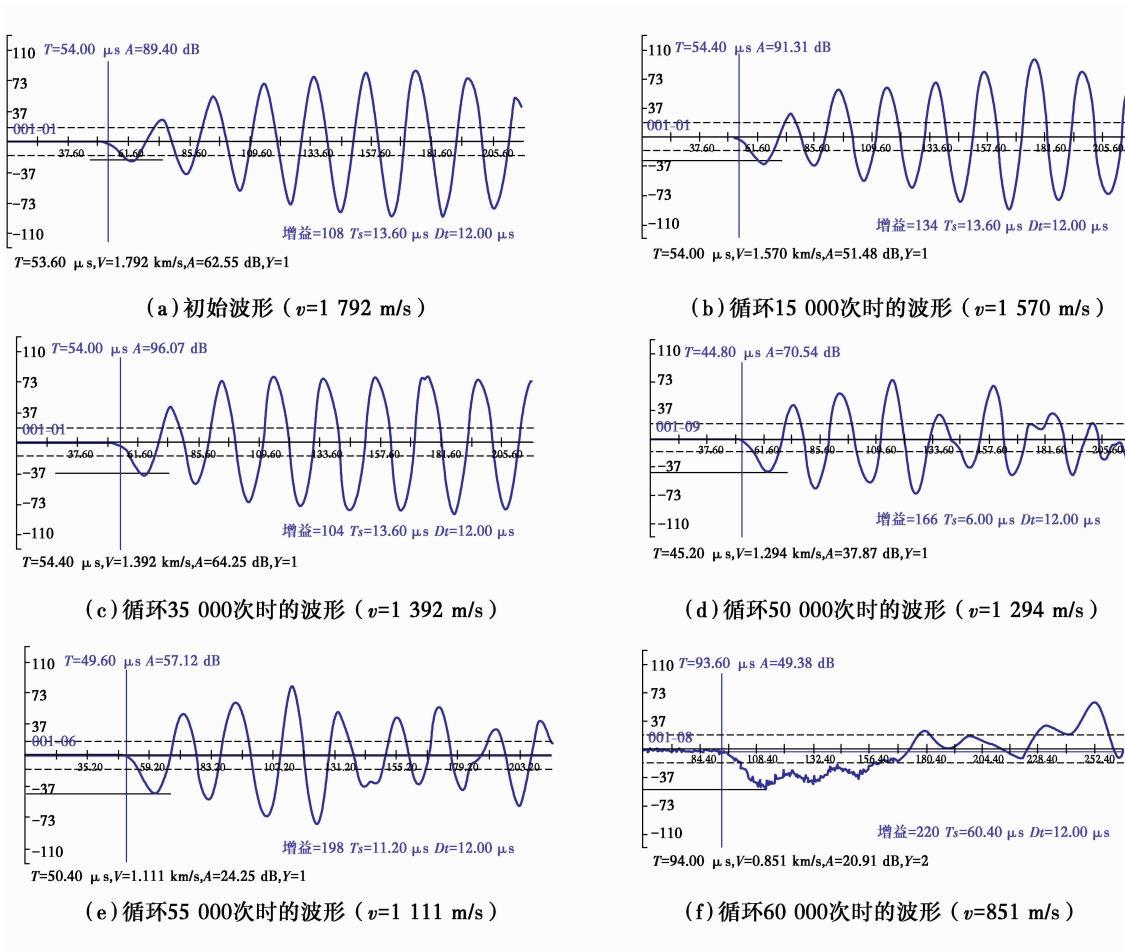 T=54.00 μs A=89.40 dB
110
73
37
001-01
37.60 61.60 85.60 109.60 133.60 157.60 181.60 205.60
-37
-73
-110
增益=108 Ts=13.60 μs Dt=12.00 μs
T=53.60 μs,V=1.792 km/s,A=62.55 dB,Y=1
(a)初始波形（v=1 792 m/s）
T=54.40 μs A=91.31 dB
110
73
37
001-01
37.60 61.60 85.60 109.60 133.60 157.60 181.60 205.60
-37
-73
-110
增益=134 Ts=13.60 μs Dt=12.00 μs
T=54.00 μs,V=1.570 km/s,A=51.48 dB,Y=1
(b)循环15 000次时的波形（v=1 570 m/s）
T=54.00 μs A=96.07 dB
110
73
37
001-01
37.60 61.60 85.60 109.60 133.60 157.60 181.60 205.60
-37
-73
-110
增益=104 Ts=13.60 μs Dt=12.00 μs
T=54.40 μs,V=1.392 km/s,A=64.25 dB,Y=1
(c)循环35 000次时的波形（v=1 392 m/s）
T=44.80 μs A=70.54 dB
110
73
37
001-09
37.60 61.60 85.60 109.60 133.60 157.60 181.60 205.60
-37
-73
-110
增益=166 Ts=6.00 μs Dt=12.00 μs
T=45.20 μs,V=1.294 km/s,A=37.87 dB,Y=1
(d)循环50 000次时的波形（v=1 294 m/s）
T=49.60 μs A=57.12 dB
110
73
37
001-06
35.20 59.20 83.20 107.20 131.20 155.20 179.20 203.20
-37
-73
-110
增益=198 Ts=11.20 μs Dt=12.00 μs
T=50.40 μs,V=1.111 km/s,A=24.25 dB,Y=1
(e)循环55 000次时的波形（v=1 111 m/s）
T=93.60 μs A=49.38 dB
110
73
37
001-08
84.40 108.40 132.40 156.40 180.40 204.40 228.40 252.40
-37
-73
-110
增益=220 Ts=60.40 μs Dt=12.00 μs
T=94.00 μs,V=0.851 km/s,A=20.91 dB,Y=2
(f)循环60 000次时的波形（v=851 m/s）